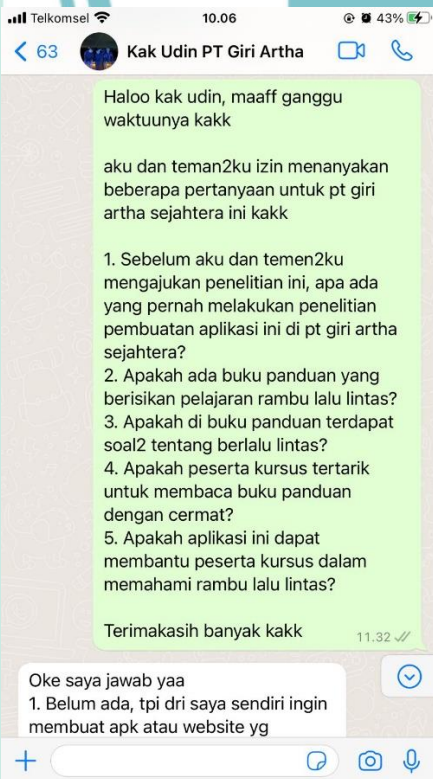 Telkomsel 10.06 43%
63 Kak Udin PT Giri Artha
Haloo kak udin, maaff ganggu
waktuunya kakk
aku dan teman2ku izin menanyakan
beberapa pertanyaan untuk pt giri
artha sejahtera ini kakk
1. Sebelum aku dan temen2ku
mengajukan penelitian ini, apa ada
yang pernah melakukan penelitian
pembuatan aplikasi ini di pt giri artha
sejahtera?
2. Apakah ada buku panduan yang
berisikan pelajaran rambu lalu lintas?
3. Apakah di buku panduan terdapat
soal2 tentang berlalu lintas?
4. Apakah peserta kursus tertarik
untuk membaca buku panduan
dengan cermat?
5. Apakah aplikasi ini dapat
membantu peserta kursus dalam
memahami rambu lalu lintas?
Terimakasih banyak kakk
11.32
Oke saya jawab yaa
1. Belum ada, tpi dri saya sendiri ingin
membuat apk atau website yg